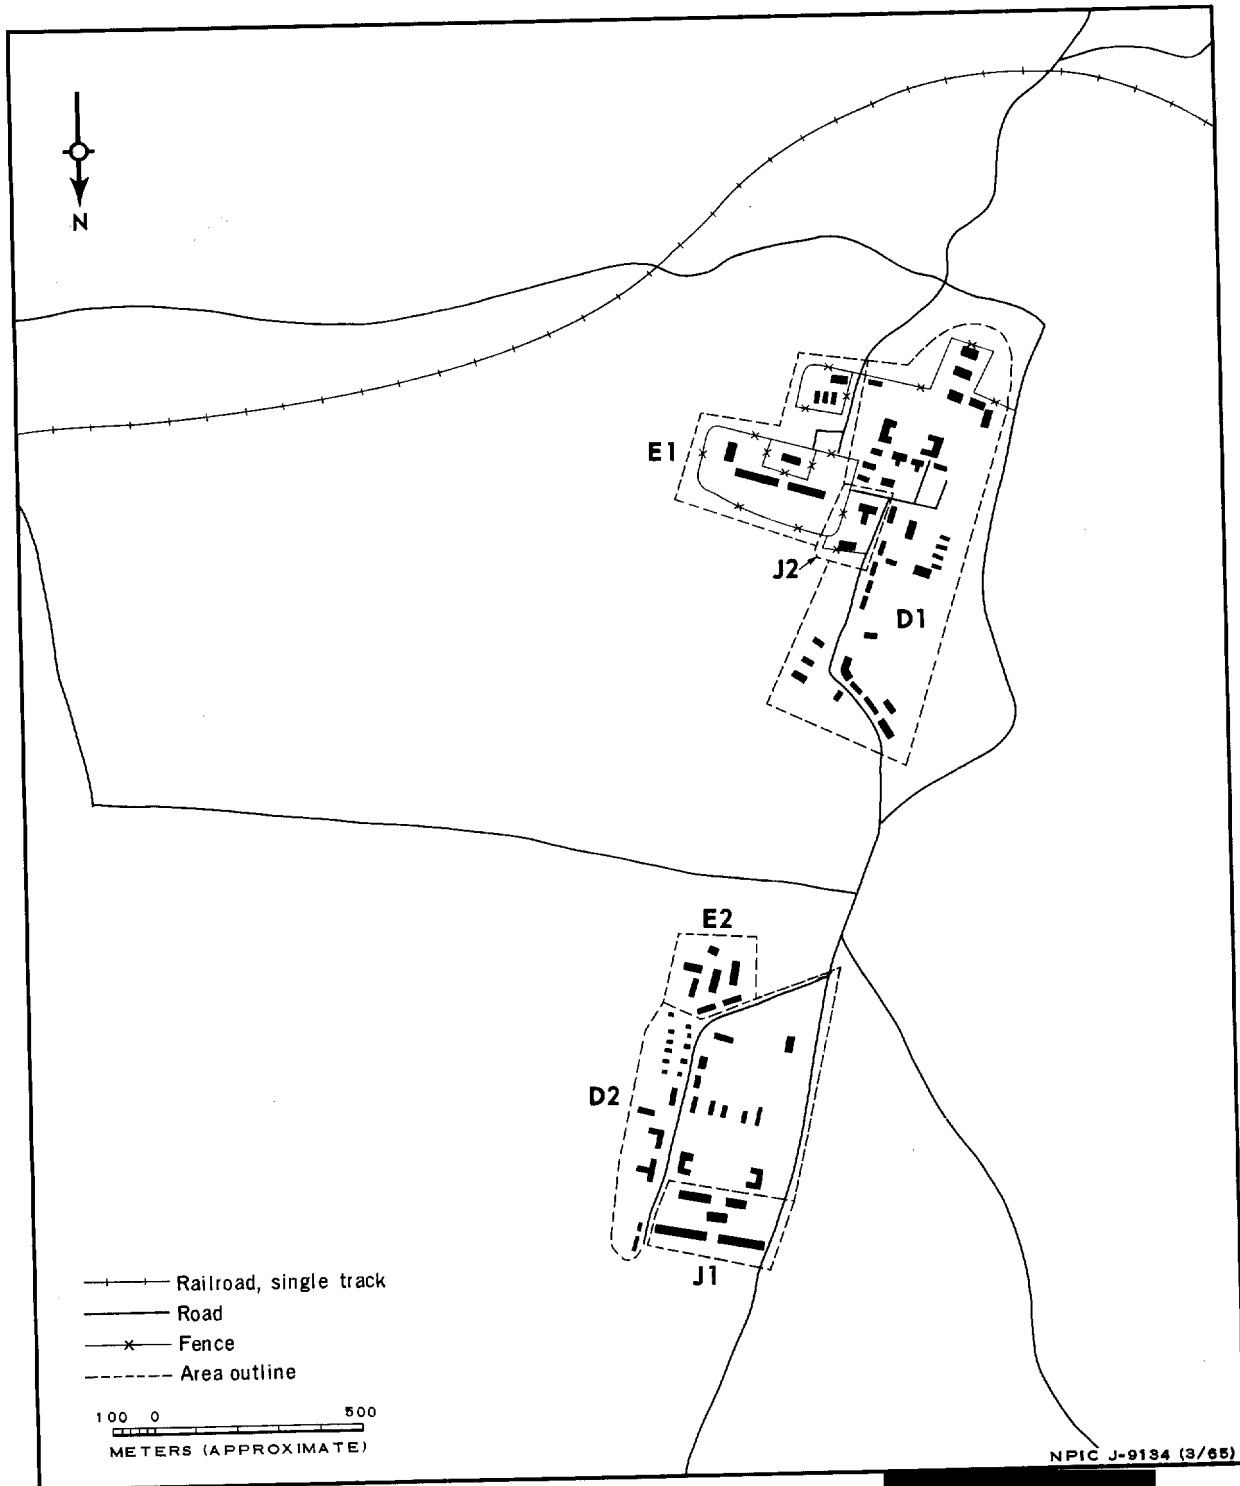 N
E1
J2
D1
E2
D2
J1
Railroad, single track
Road
Fence
Area outline
100 0 500
METERS (APPROXIMATE)
NPIC J-9134 (3/65)